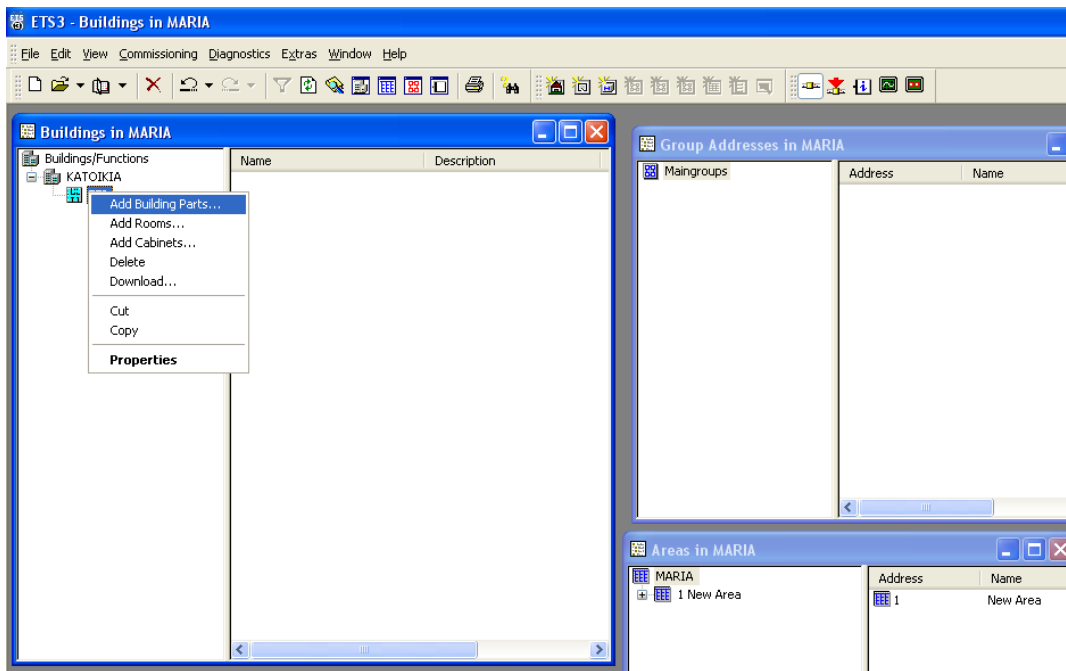 ETS3 - Buildings in MARIA
File Edit View Commissioning Diagnostics Extras Window Help
Buildings in MARIA
Buildings/Functions
KATOIKIA
Name Description
Add Building Parts...
Add Rooms...
Add Cabinets...
Delete
Download...
Cut
Copy
Properties
Group Addresses in MARIA
Maingroups
Address Name
Areas in MARIA
MARIA
1 New Area
Address Name
1 New Area